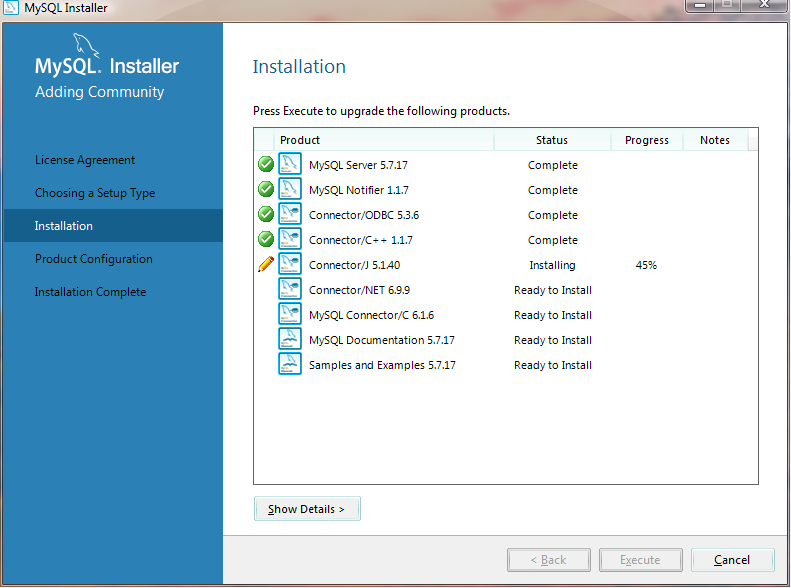 MySQL Installer
MySQL. Installer
Adding Community
License Agreement
Choosing a Setup Type
Installation
Product Configuration
Installation Complete
Installation
Press Execute to upgrade the following products.
Product Status Progress Notes
MySQL Server 5.7.17 Complete
MySQL Notifier 1.1.7 Complete
Connector/ODBC 5.3.6 Complete
Connector/C++ 1.1.7 Complete
Connector/J 5.1.40 Installing 45%
Connector/NET 6.9.9 Ready to Install
MySQL Connector/C 6.1.6 Ready to Install
MySQL Documentation 5.7.17 Ready to Install
Samples and Examples 5.7.17 Ready to Install
Show Details >
< Back Execute Cancel